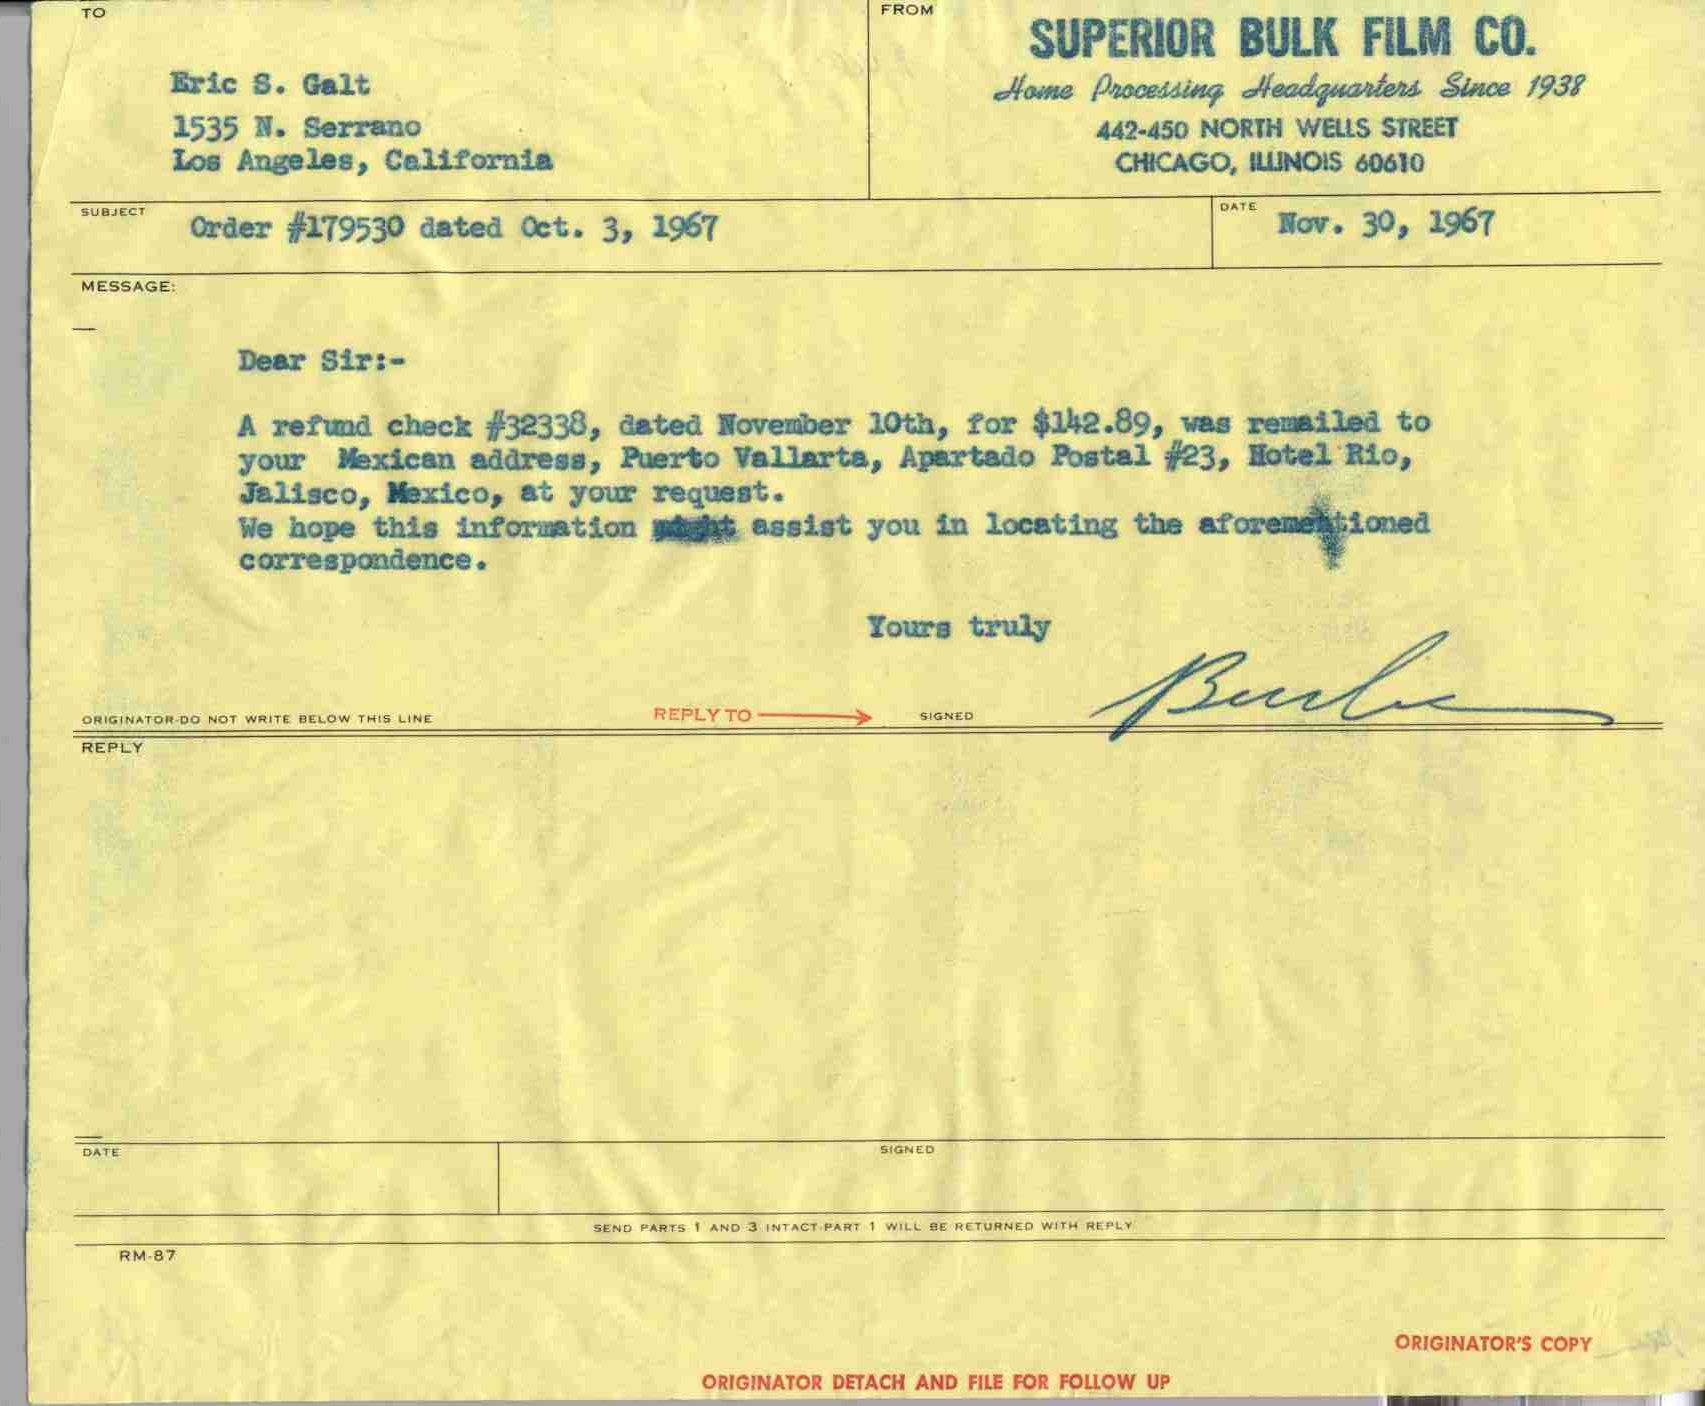 TO
Eric S. Galt
1535 N. Serrano
Los Angeles, California
FROM
SUPERIOR BULK FILM CO.
Home Processing Headquarters Since 1938
442-450 NORTH WELLS STREET
CHICAGO, ILLINOIS 60610
SUBJECT
Order #179530 dated Oct. 3, 1967
DATE
Nov. 30, 1967
MESSAGE:
Dear Sir:-
A refund check #32338, dated November 10th, for $142.89, was remailed to
your Mexican address, Puerto Vallarta, Apartado Postal #23, Hotel Rio,
Jalisco, Mexico, at your request.
We hope this information might assist you in locating the aforementioned
correspondence.
Yours truly
ORIGINATOR-DO NOT WRITE BELOW THIS LINE
REPLY TO
SIGNED
REPLY
DATE
SIGNED
SEND PARTS 1 AND 3 INTACT-PART 1 WILL BE RETURNED WITH REPLY
RM-87
ORIGINATOR'S COPY
ORIGINATOR DETACH AND FILE FOR FOLLOW UP